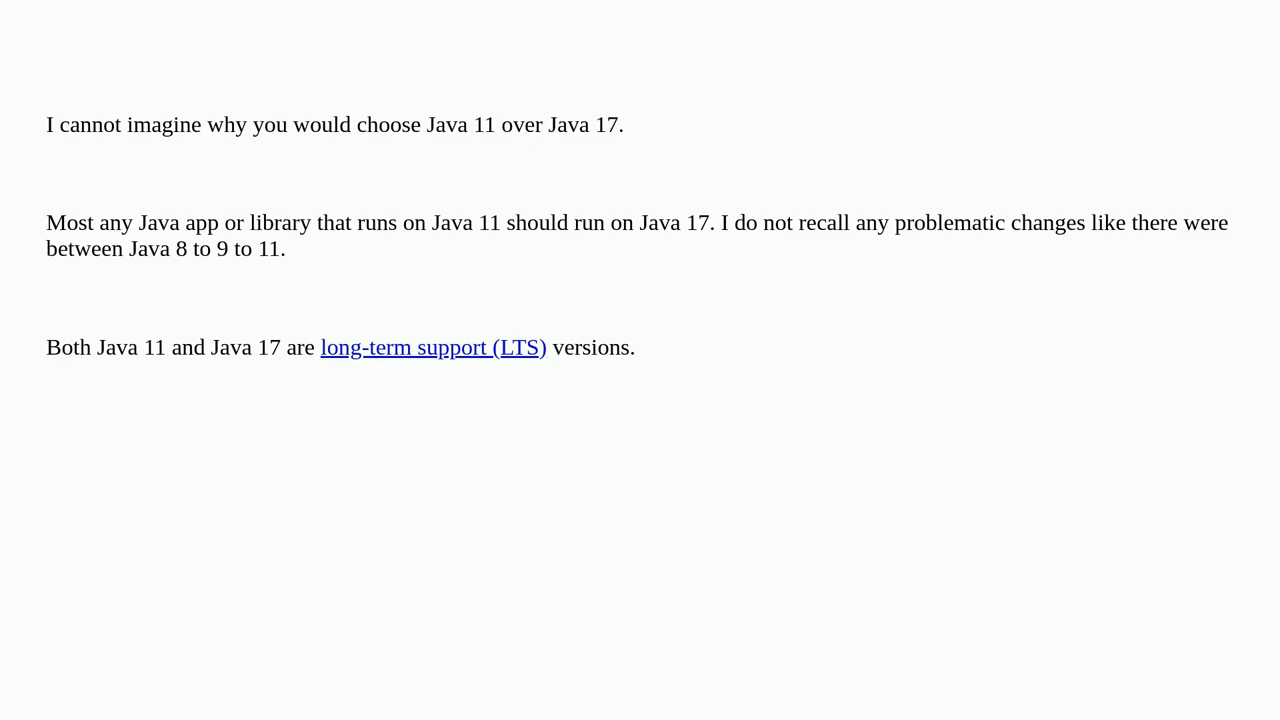 I cannot imagine why you would choose Java 11 over Java 17.
Most any Java app or library that runs on Java 11 should run on Java 17. I do not recall any problematic changes like there were
between Java 8 to 9 to 11.
Both Java 11 and Java 17 are long-term support (LTS) versions.